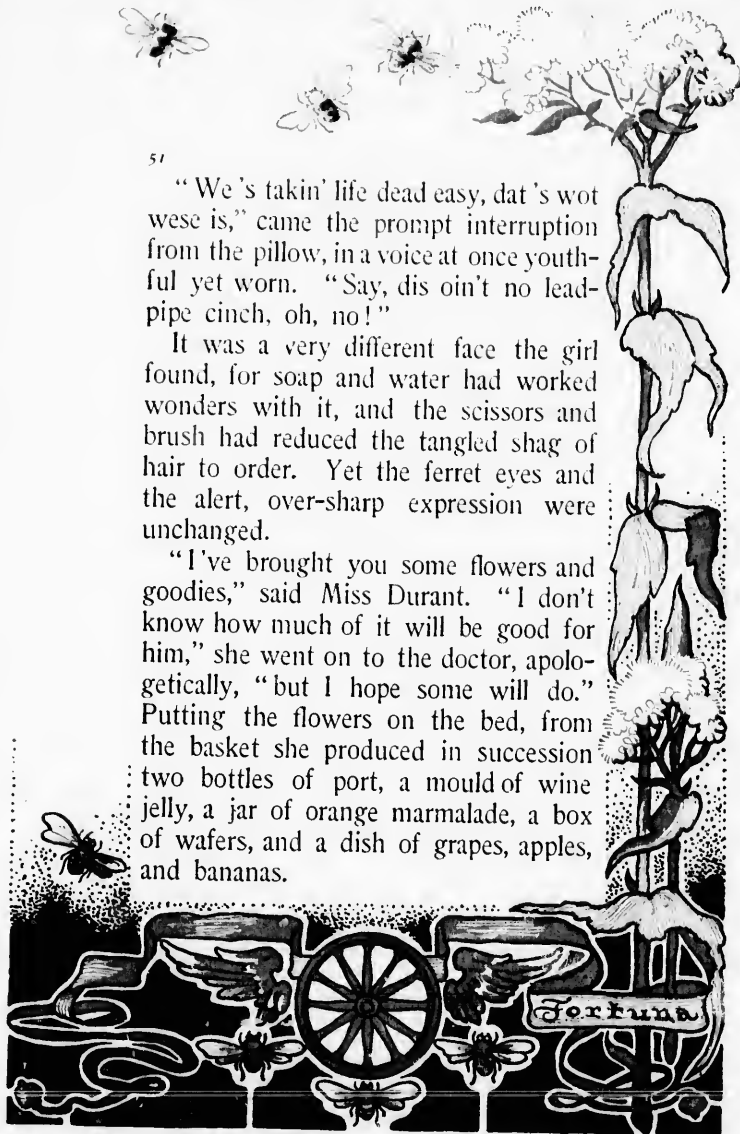 51
“ We 's takin' life dead easy, dat 's wot
wese is,” came the prompt interruption
from the pillow, in a voice at once youth-
ful yet worn. “Say, dis oin't no lead-
pipe cinch, oh, no!”
It was a very different face the girl
found, for soap and water had worked
wonders with it, and the scissors and
brush had reduced the tangled shag of
hair to order. Yet the ferret eyes and
the alert, over-sharp expression were
unchanged.
“I 've brought you some flowers and
goodies,” said Miss Durant. “I don't
know how much of it will be good for
him,” she went on to the doctor, apolo-
getically, “but I hope some will do.”
Putting the flowers on the bed, from
the basket she produced in succession
two bottles of port, a mould of wine
jelly, a jar of orange marmalade, a box
of wafers, and a dish of grapes, apples,
and bananas.
Fortuna